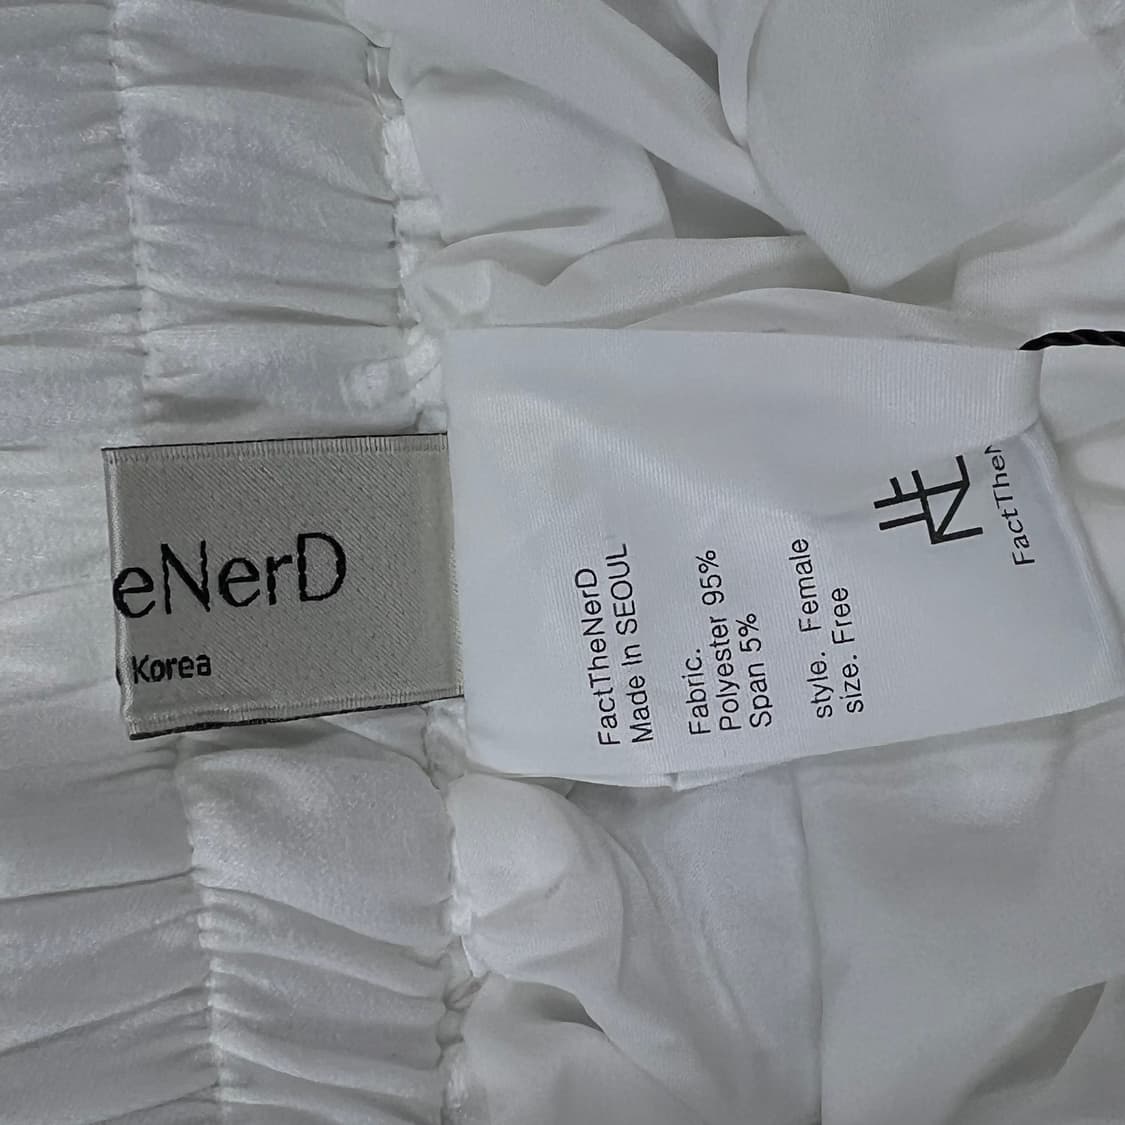 eNerD
Korea
FactTheNerD
Made In SEOUL
Fabric.
Polyester 95%
Span 5%
style. Female
size. Free
FactTheN